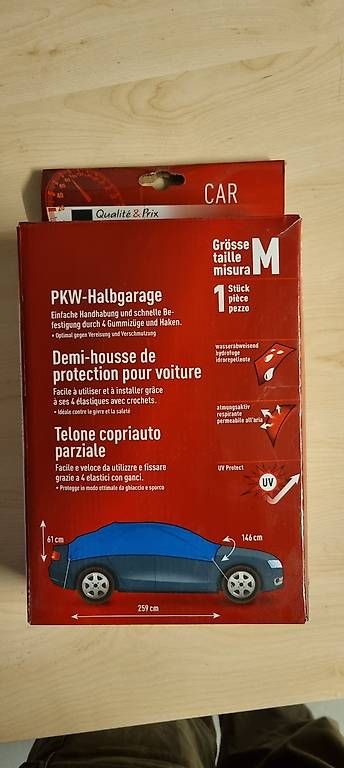 CAR
Qualité & Prix
Grösse
taille
misura
M
1
Stück
pièce
pezzo
PKW-Halbgarage
Einfache Handhabung und schnelle Be-
festigung durch 4 Gummizüge und Haken.
• Optimal gegen Vereisung und Verschmutzung
Demi-housse de
protection pour voiture
Facile à utiliser et à installer grâce
à ses 4 élastiques avec crochets.
• Idéale contre le givre et la saleté
Telone copriauto
parziale
Facile e veloce da utilizzre e fissare
grazie a 4 elastici con ganci.
• Protegge in modo ottimale da ghiaccio e sporco
wasserabweisend
hydrofuge
idrorepellente
atmungsaktiv
respirante
permeabile all'aria
UV Protect
UV
61 cm
146 cm
259 cm